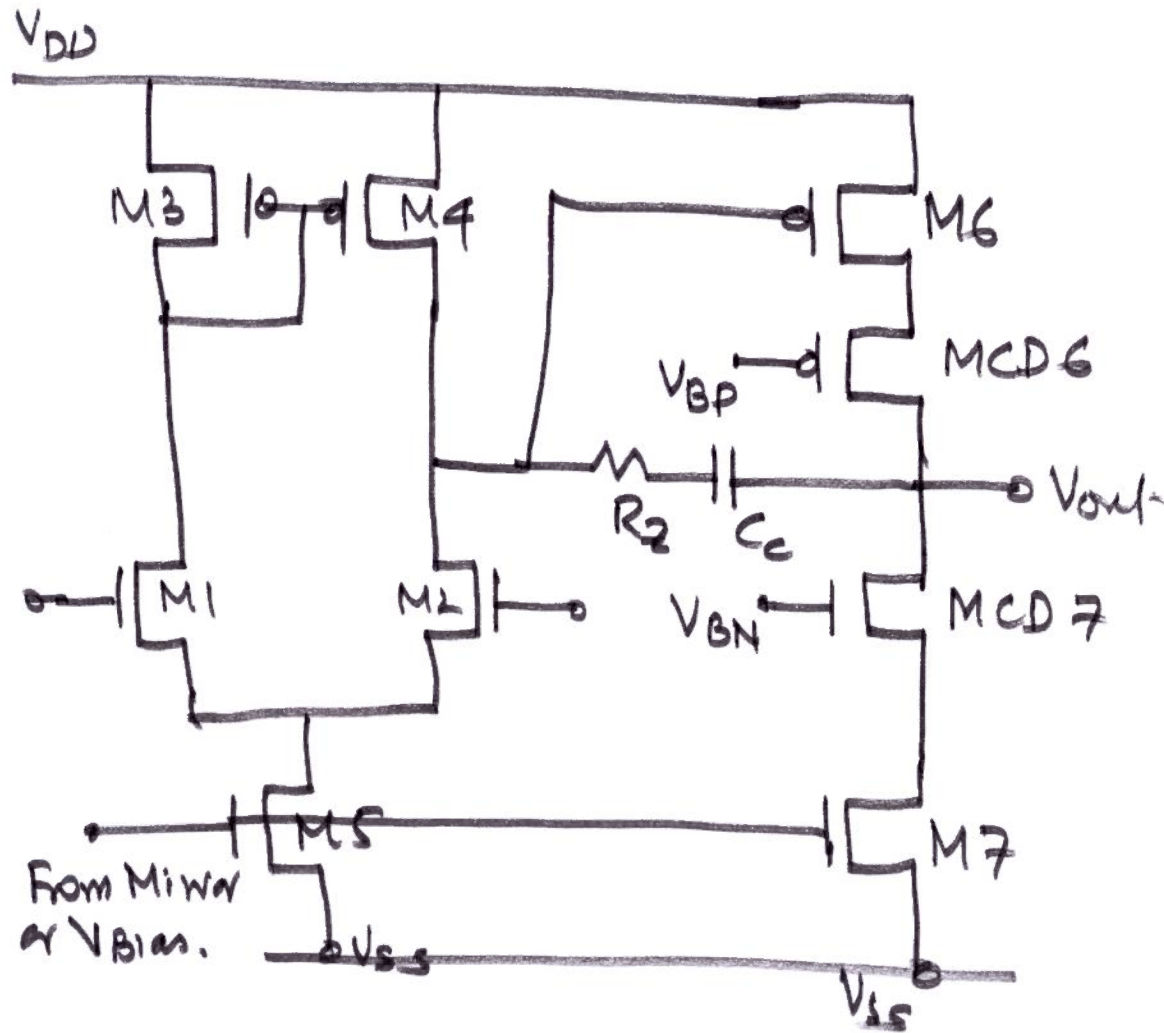 VDD
M3
M4
M6
VBP
MCD6
RZ
CC
Vout
M1
M2
VBN
MCD7
M5
M7
From Mirror
or VBias.
VSS
VSS